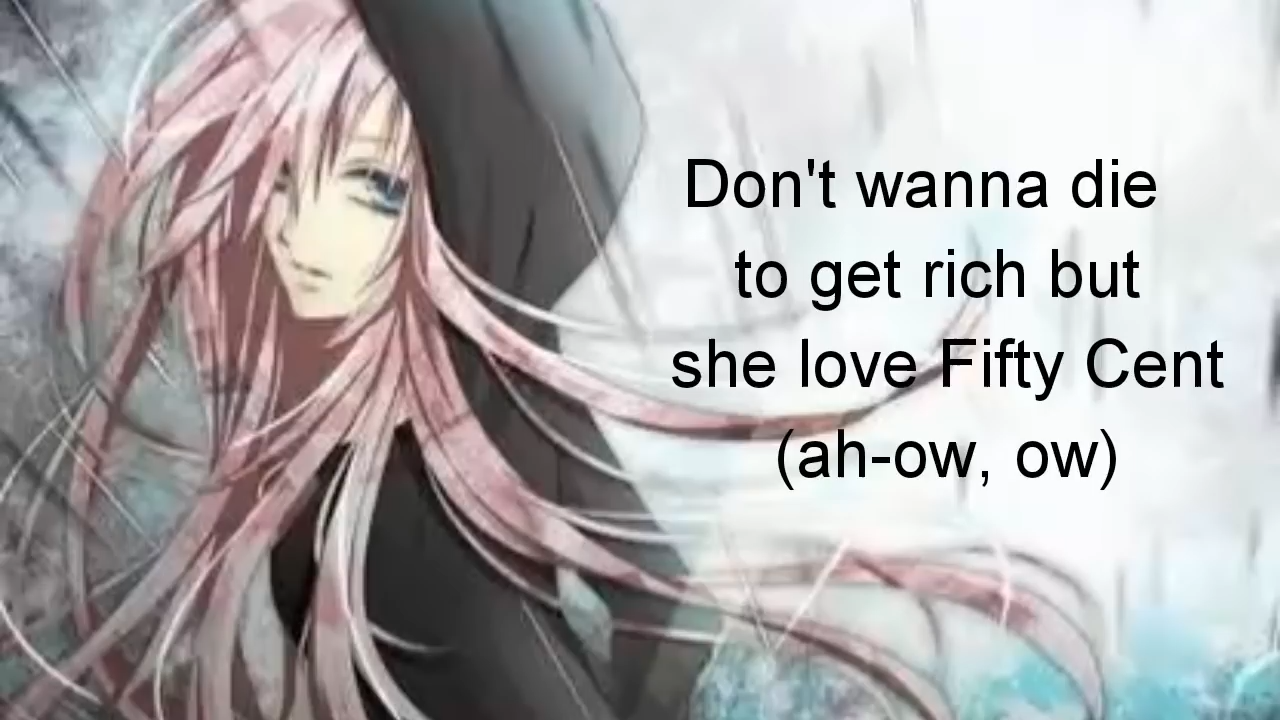 Don't wanna die
to get rich but
she love Fifty Cent
(ah-ow, ow)